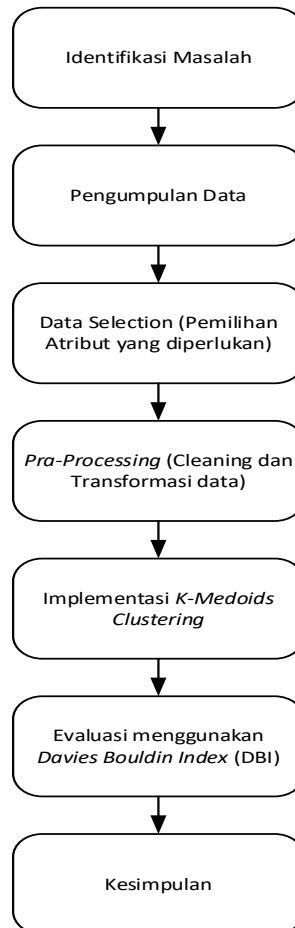 Identifikasi Masalah
Pengumpulan Data
Data Selection (Pemilihan
Atribut yang diperlukan)
Pra-Processing (Cleaning dan
Transformasi data)
Implementasi K-Medoids
Clustering
Evaluasi menggunakan
Davies Bouldin Index (DBI)
Kesimpulan